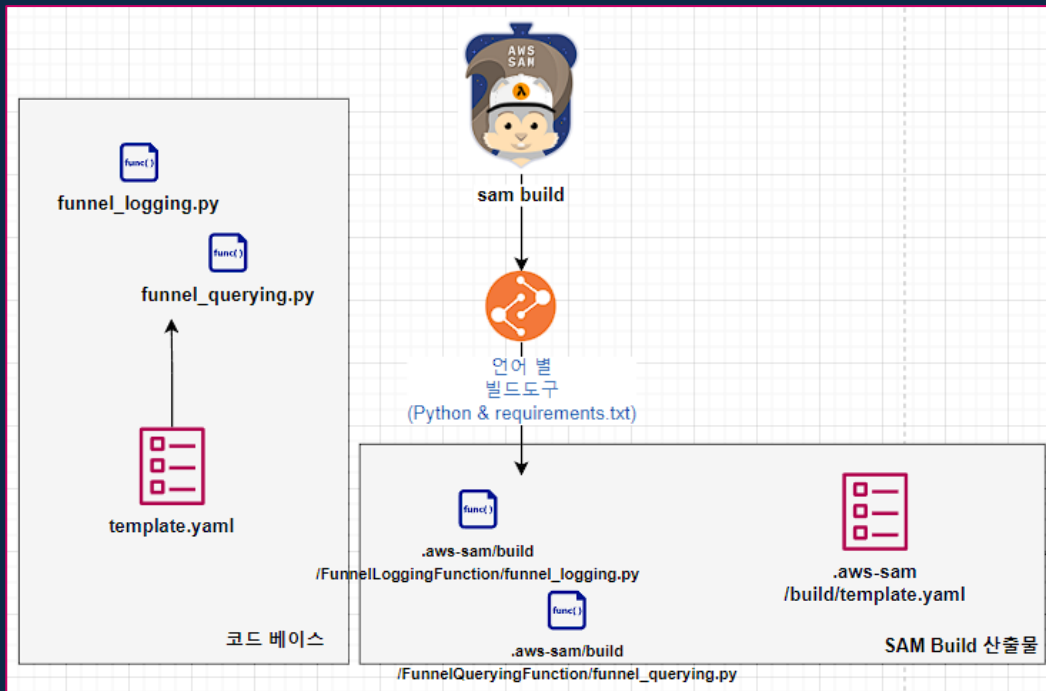 AWS
SAM
λ
sam build
func( )
funnel_logging.py
func( )
funnel_querying.py
template.yaml
코드 베이스
언어 별
빌드도구
(Python & requirements.txt)
func( )
.aws-sam/build
/FunnelLoggingFunction/funnel_logging.py
func( )
.aws-sam/build
/FunnelQueryingFunction/funnel_querying.py
.aws-sam
/build/template.yaml
SAM Build 산출물